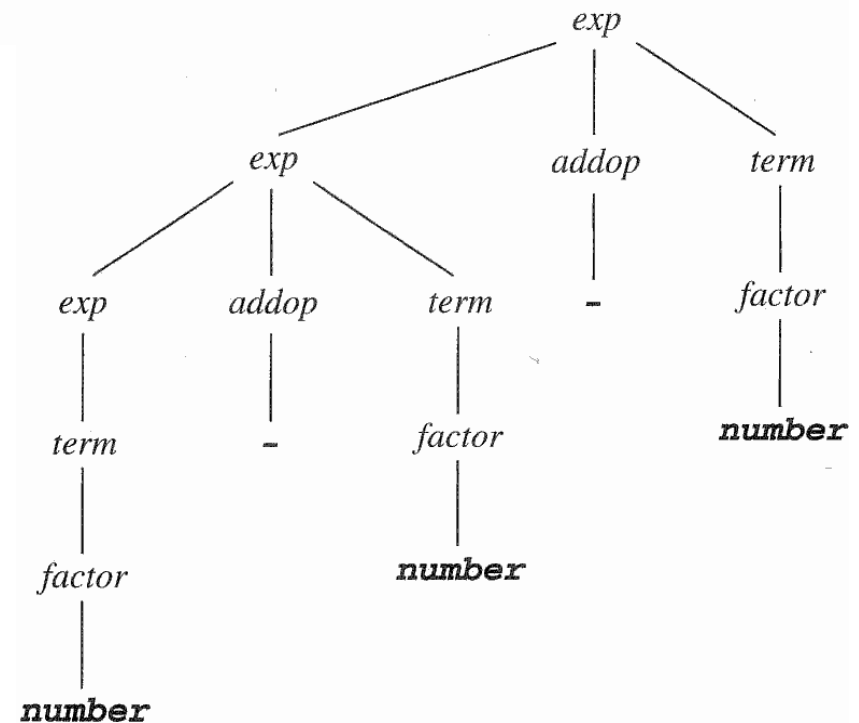 exp
exp addop term
exp addop term - factor
term - factor number
factor number
number